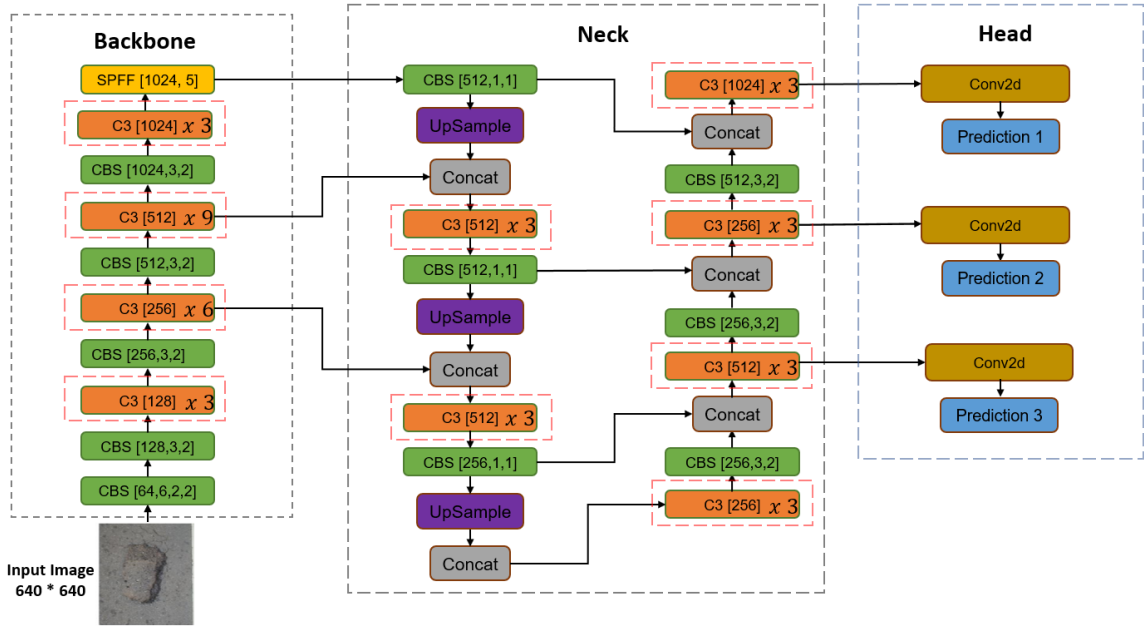 Backbone
SPFF [1024, 5]
C3 [1024] x 3
CBS [1024,3,2]
C3 [512] x 9
CBS [512,3,2]
C3 [256] x 6
CBS [256,3,2]
C3 [128] x 3
CBS [128,3,2]
CBS [64,6,2,2]
Input Image
640 * 640
Neck
CBS [512,1,1]
UpSample
Concat
C3 [512] x 3
CBS [512,1,1]
UpSample
Concat
C3 [512] x 3
CBS [256,1,1]
UpSample
Concat
C3 [1024] x 3
Concat
CBS [512,3,2]
C3 [256] x 3
Concat
CBS [256,3,2]
C3 [512] x 3
Concat
CBS [256,3,2]
C3 [256] x 3
Head
Conv2d
Prediction 1
Conv2d
Prediction 2
Conv2d
Prediction 3